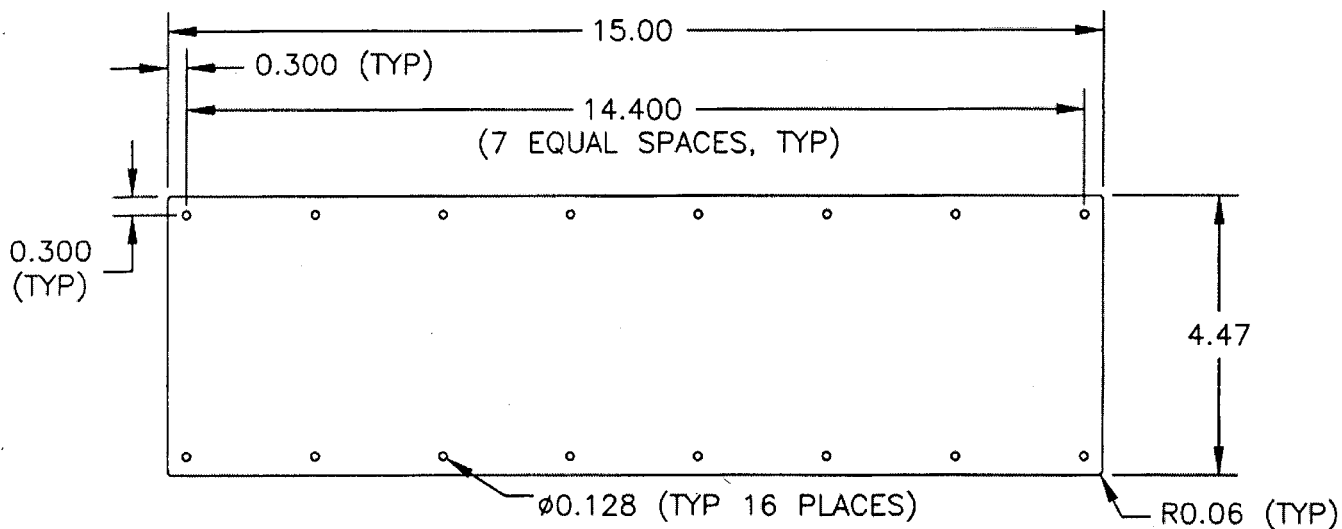 15.00
0.300 (TYP)
14.400
(7 EQUAL SPACES, TYP)
0.300
(TYP)
4.47
ø0.128 (TYP 16 PLACES)
R0.06 (TYP)